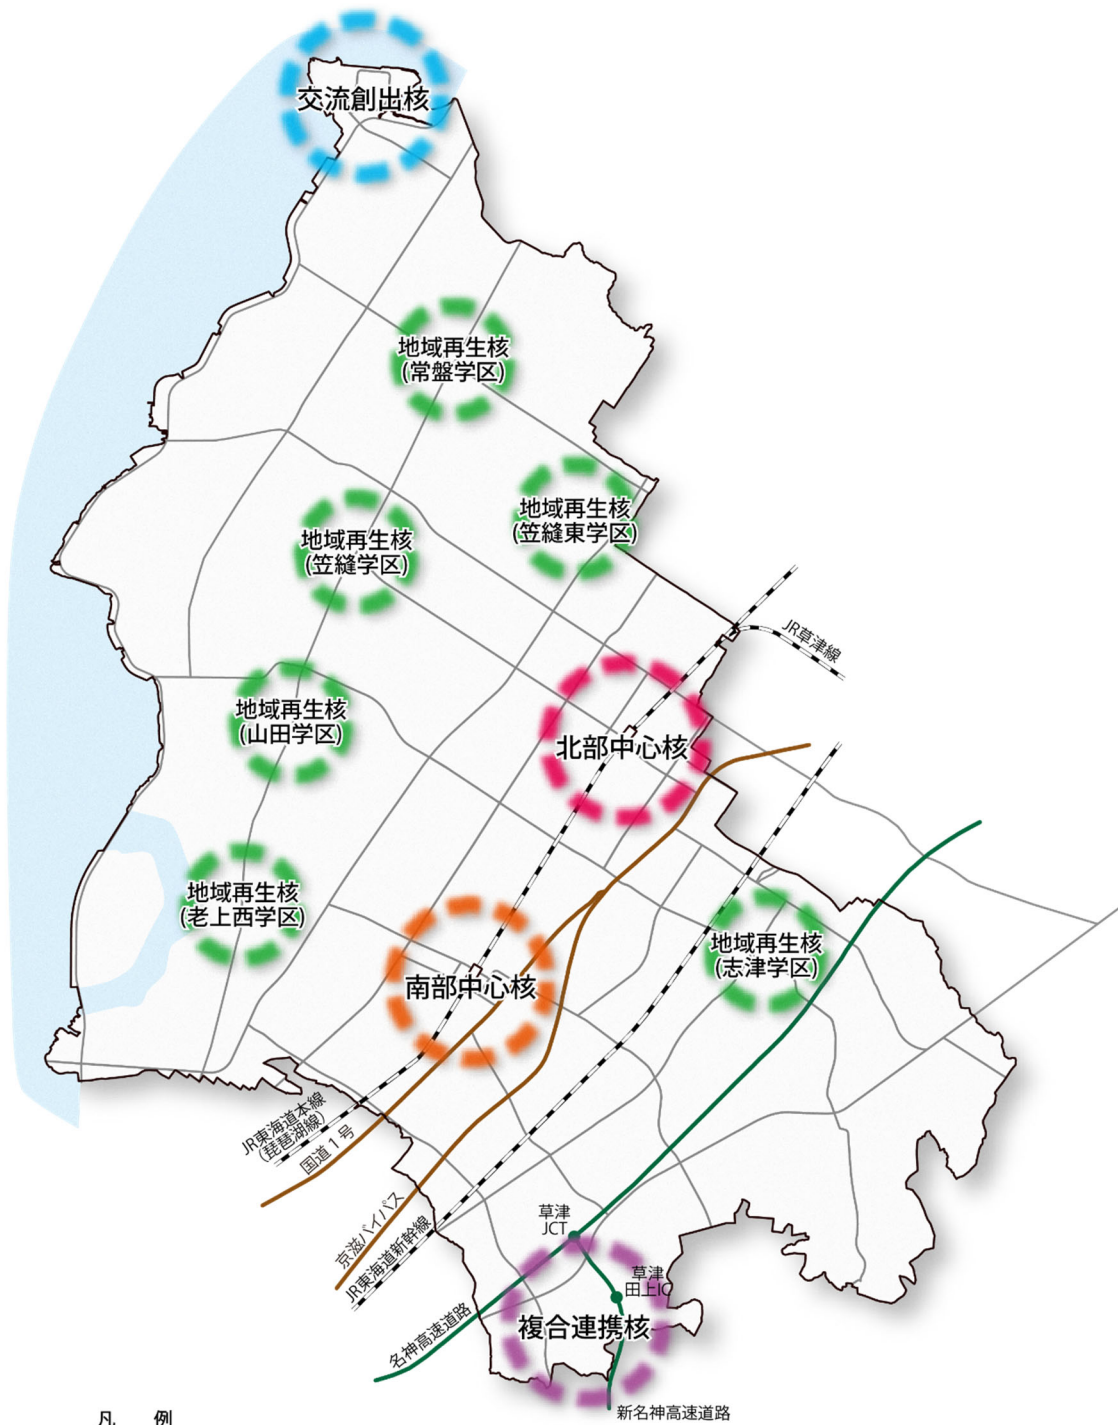 交流創出核
地域再生核
(常盤学区)
地域再生核
(笠縫東学区)
地域再生核
(笠縫学区)
JR草津線
地域再生核
(山田学区)
北部中心核
地域再生核
(老上西学区)
地域再生核
(志津学区)
南部中心核
JR東海道本線
(琵琶湖線)
国道1号
京滋バイパス
JR東海道新幹線
名神高速道路
草津
JCT
草津
田上IC
複合連携核
新名神高速道路
凡　例